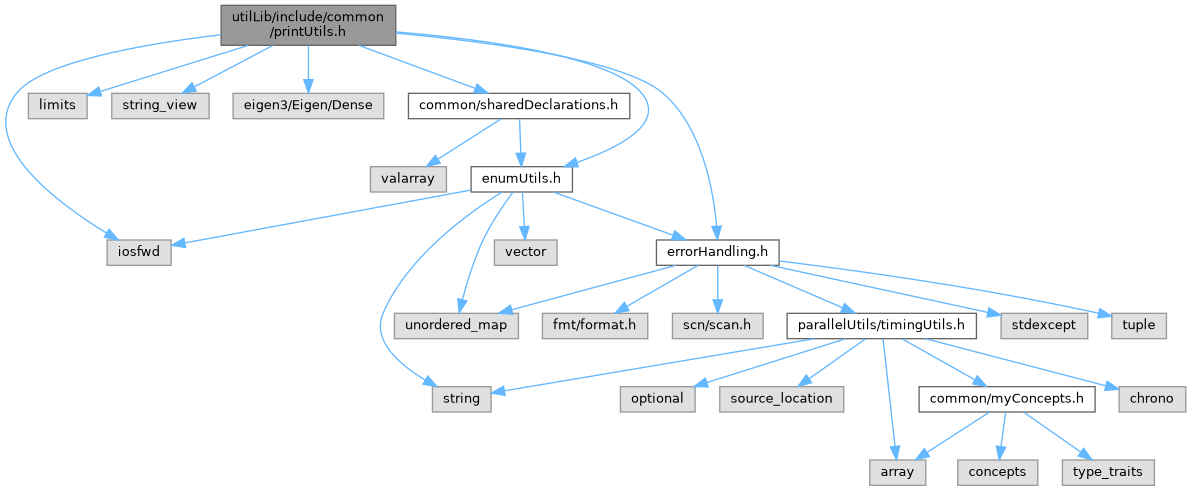 utilLib/include/common
/printUtils.h
limits
string_view
eigen3/Eigen/Dense
common/sharedDeclarations.h
valarray
enumUtils.h
iosfwd
vector
errorHandling.h
unordered_map
fmt/format.h
scn/scan.h
parallelUtils/timingUtils.h
stdexcept
tuple
string
optional
source_location
common/myConcepts.h
chrono
array
concepts
type_traits